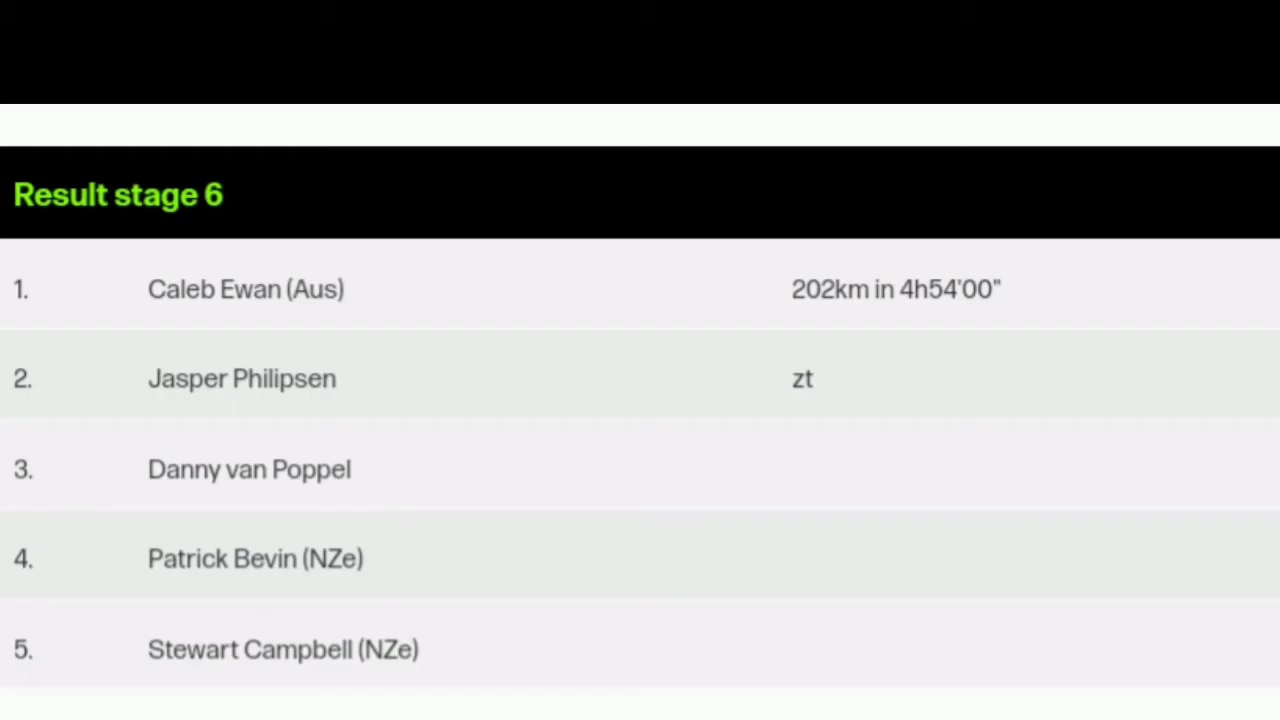 Result stage 6
1. Caleb Ewan (Aus) 202km in 4h54'00"
2. Jasper Philipsen zt
3. Danny van Poppel
4. Patrick Bevin (NZe)
5. Stewart Campbell (NZe)